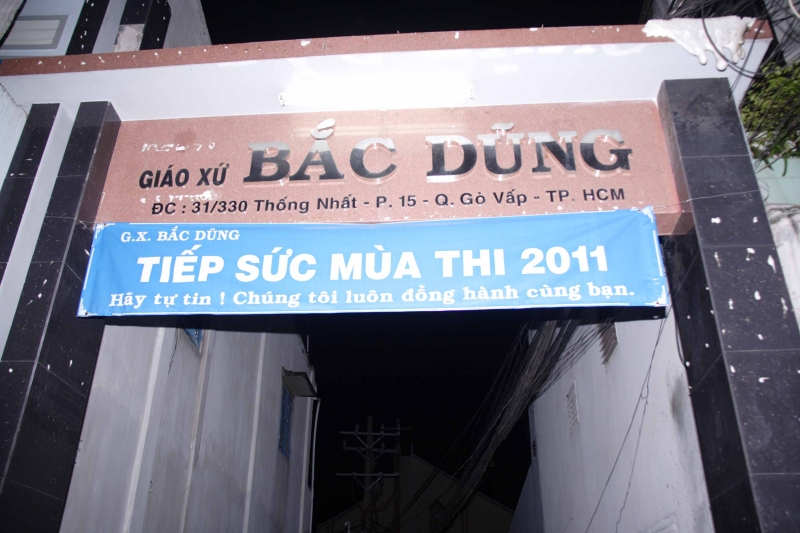 GIÁO XỨ BẮC DŨNG
ĐC : 31/330 Thống Nhất - P. 15 - Q. Gò Vấp - TP. HCM
G.X. BẮC DŨNG
TIẾP SỨC MÙA THI 2011
Hãy tự tin ! Chúng tôi luôn đồng hành cùng bạn.